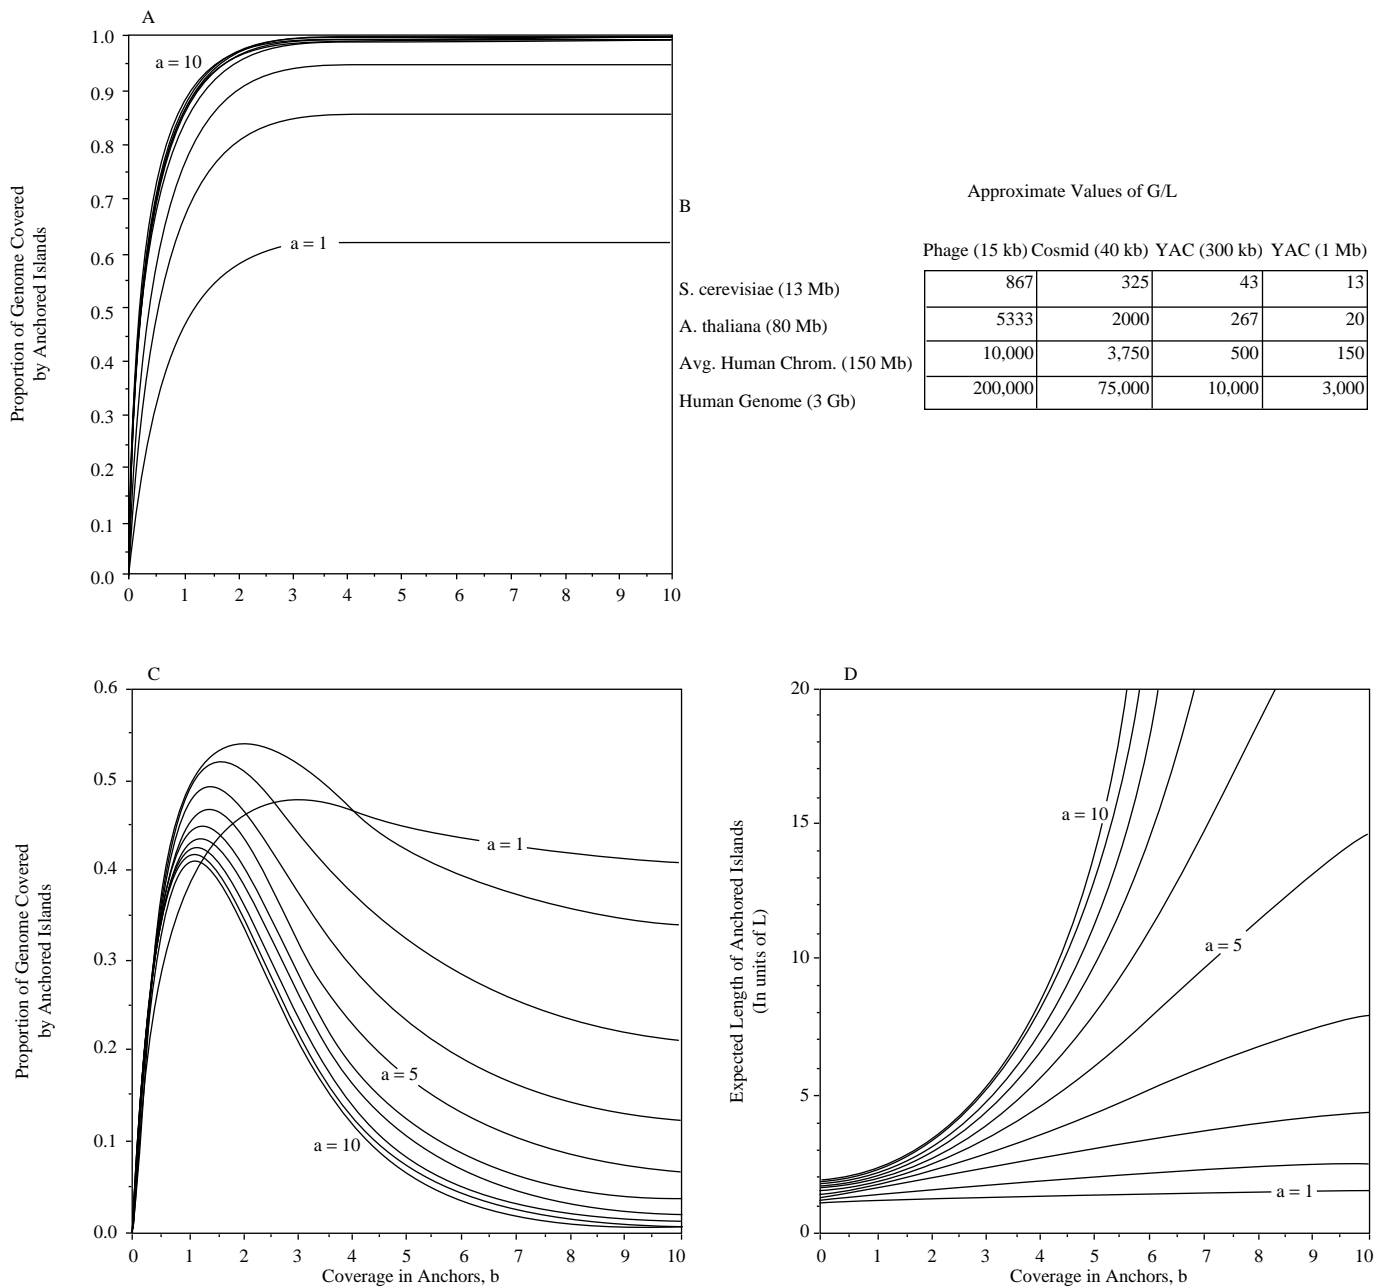 A
1.0
0.9
0.8
0.7
0.6
0.5
0.4
0.3
0.2
0.1
0.0
a = 10
a = 1
0 1 2 3 4 5 6 7 8 9 10
Proportion of Genome Covered
by Anchored Islands
B
Approximate Values of G/L
Phage (15 kb) Cosmid (40 kb) YAC (300 kb) YAC (1 Mb)
S. cerevisiae (13 Mb) 867 325 43 13
A. thaliana (80 Mb) 5333 2000 267 20
Avg. Human Chrom. (150 Mb) 10,000 3,750 500 150
Human Genome (3 Gb) 200,000 75,000 10,000 3,000
C
0.6
0.5
0.4
0.3
0.2
0.1
0.0
a = 1
a = 5
a = 10
0 1 2 3 4 5 6 7 8 9 10
Coverage in Anchors, b
Proportion of Genome Covered
by Anchored Islands
D
20
15
10
5
0
a = 10
a = 5
a = 1
0 1 2 3 4 5 6 7 8 9 10
Coverage in Anchors, b
Expected Length of Anchored Islands
(In units of L)